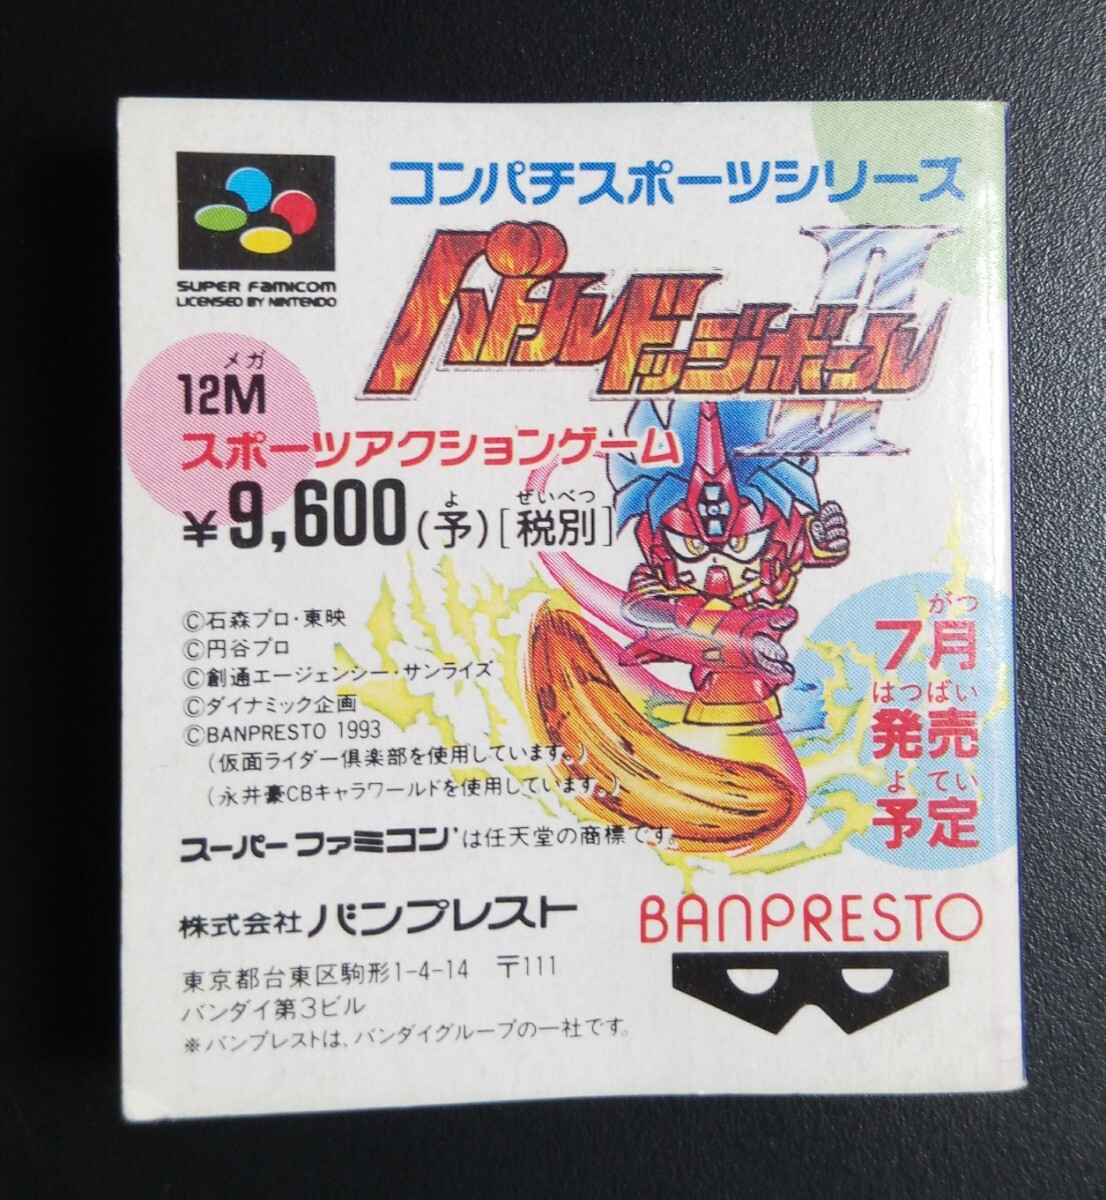 コンパチスポーツシリーズ
バトルドッジボールII
SUPER FAMICOM
LICENSED BY NINTENDO
メガ
12M
スポーツアクションゲーム
よ ぜいべつ
¥9,600(予)[税別]
©石森プロ・東映
©円谷プロ
©創通エージェンシー・サンライズ
©ダイナミック企画
©BANPRESTO 1993
(仮面ライダー倶楽部を使用しています。)
(永井豪CBキャラワールドを使用しています。)
がつ
7月
はつばい
発売
よてい
予定
スーパーファミコンは任天堂の商標です。
株式会社バンプレスト
BANPRESTO
東京都台東区駒形1-4-14 〒111
バンダイ第3ビル
※バンプレストは、バンダイグループの一社です。